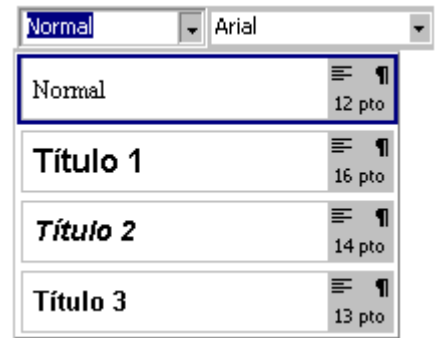 Normal Arial
Normal ¶
12 pto
Título 1 ¶
16 pto
Título 2 ¶
14 pto
Título 3 ¶
13 pto